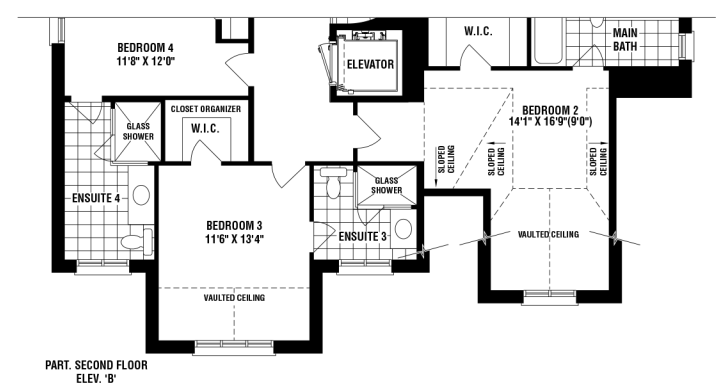 BEDROOM 4
11'8" X 12'0"
ELEVATOR
W.I.C.
MAIN
BATH
GLASS
SHOWER
CLOSET ORGANIZER
W.I.C.
BEDROOM 2
14'1" X 16'9"(9'0")
SLOPED
CEILING
SLOPED
CEILING
SLOPED
CEILING
GLASS
SHOWER
ENSUITE 4
BEDROOM 3
11'6" X 13'4"
ENSUITE 3
VAULTED CEILING
VAULTED CEILING
PART. SECOND FLOOR
ELEV. 'B'